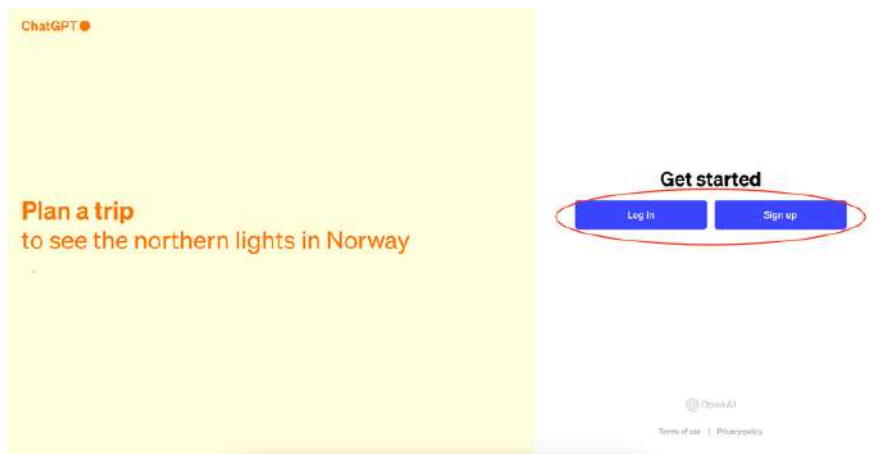 ChatGPT
Plan a trip
to see the northern lights in Norway
Get started
Log in
Sign up
OpenAI
Terms of use | Privacy policy